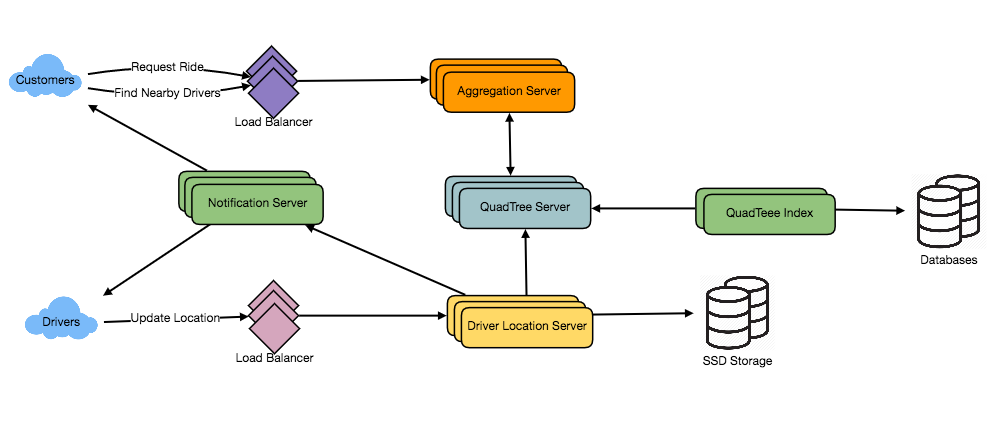 Request Ride
Customers
Find Nearby Drivers
Aggregation Server
Load Balancer
Notification Server
QuadTree Server
QuadTeee Index
Databases
Drivers
Update Location
Driver Location Server
Load Balancer
SSD Storage